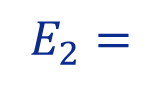 E₂ =